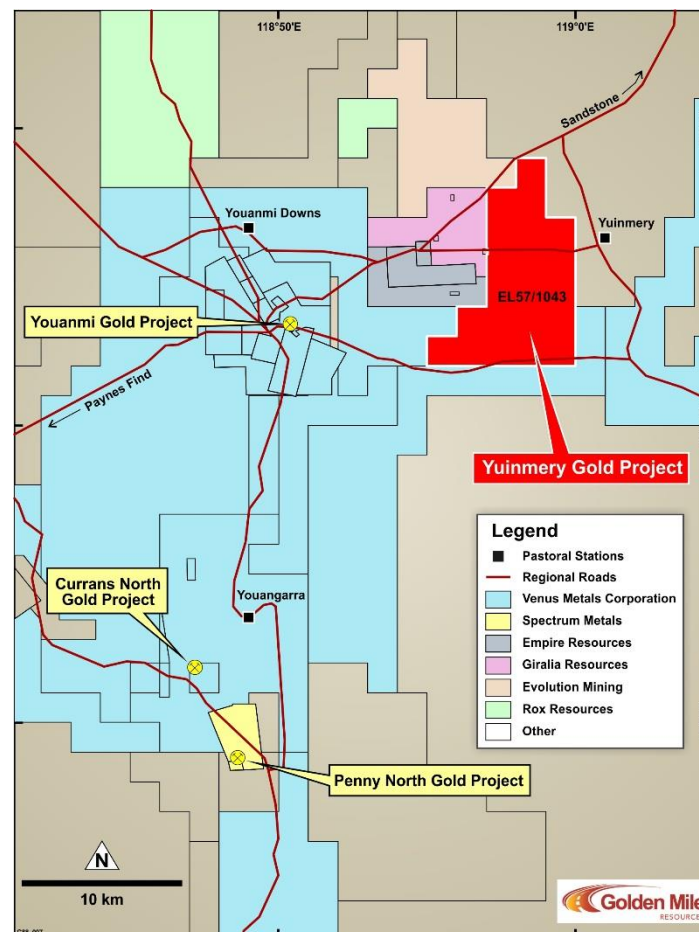 118°50'
119°0'
Sandstone
Youanmi Downs
Yuinmery
EL57/1043
Youanmi Gold Project
Paynes Find
Yuinmery Gold Project
Legend
Pastoral Stations
Regional Roads
Venus Metals Corporation
Spectrum Metals
Empire Resources
Giralia Resources
Evolution Mining
Rox Resources
Other
Currans North
Gold Project
Youangarra
Penny North Gold Project
N
10 km
Golden Mile
RESOURCES